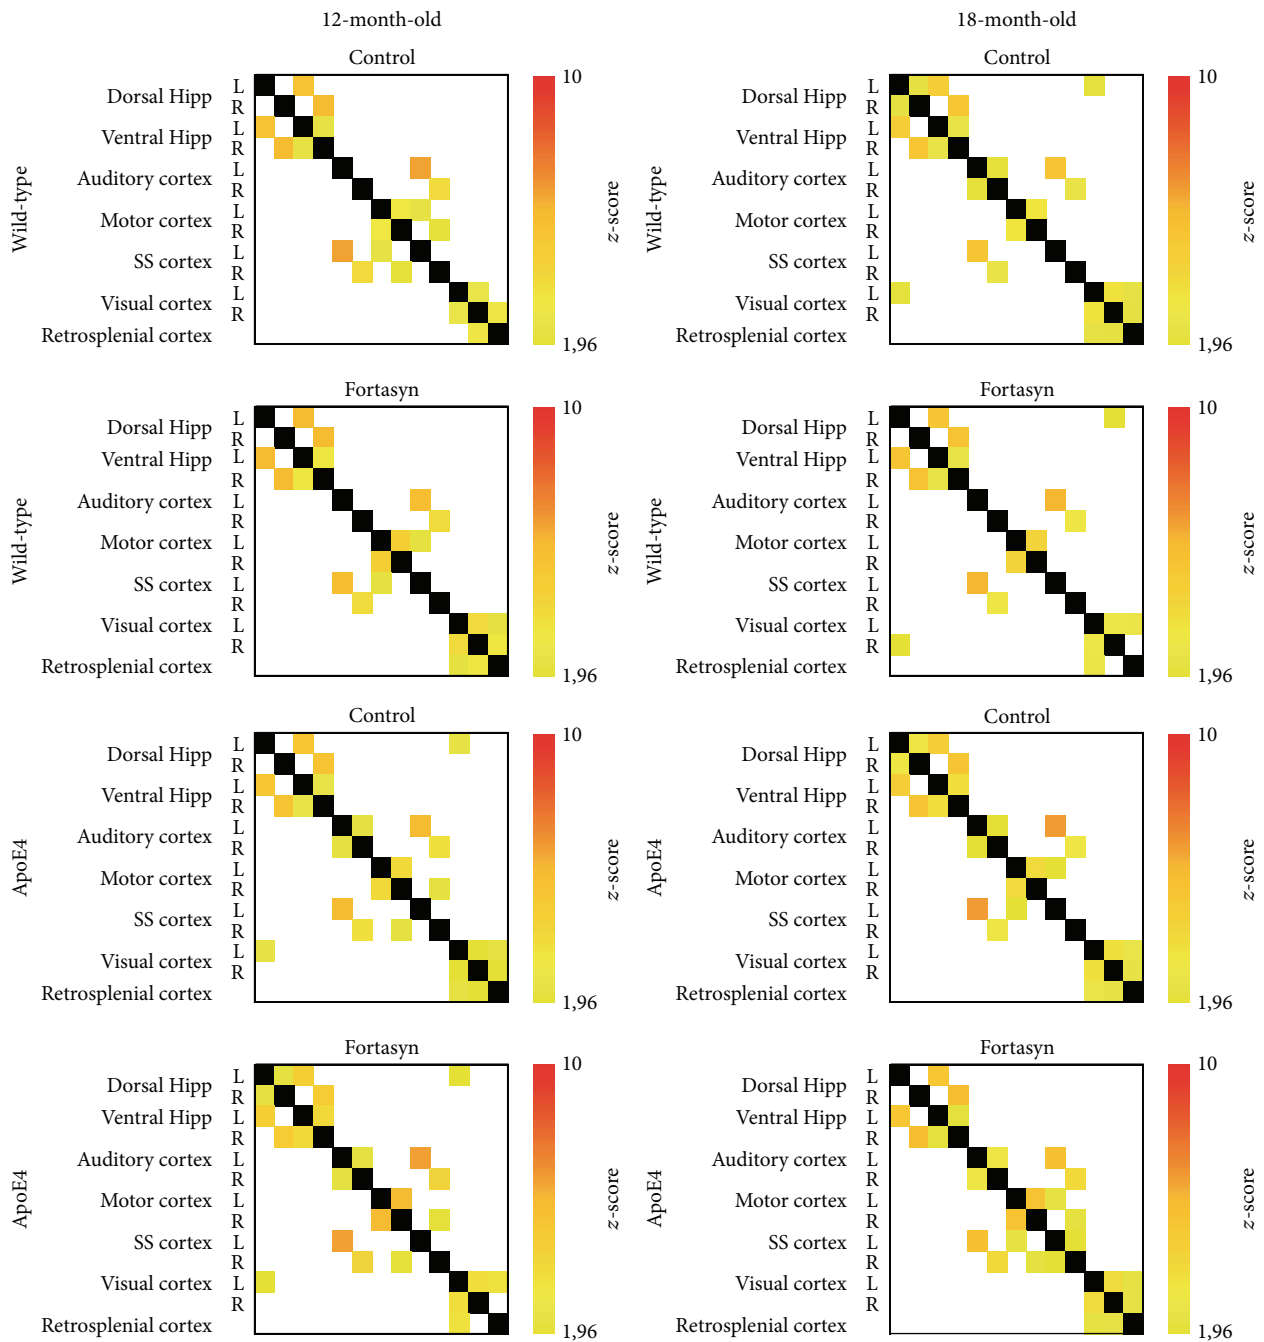 12-month-old
18-month-old
Control
Wild-type
Dorsal Hipp
L
R
Ventral Hipp
L
R
Auditory cortex
L
R
Motor cortex
L
R
SS cortex
L
R
Visual cortex
L
R
Retrosplenial cortex
10
z-score
1,96
Control
Wild-type
Dorsal Hipp
L
R
Ventral Hipp
L
R
Auditory cortex
L
R
Motor cortex
L
R
SS cortex
L
R
Visual cortex
L
R
Retrosplenial cortex
10
z-score
1,96
Fortasyn
Wild-type
Dorsal Hipp
L
R
Ventral Hipp
L
R
Auditory cortex
L
R
Motor cortex
L
R
SS cortex
L
R
Visual cortex
L
R
Retrosplenial cortex
10
z-score
1,96
Fortasyn
Wild-type
Dorsal Hipp
L
R
Ventral Hipp
L
R
Auditory cortex
L
R
Motor cortex
L
R
SS cortex
L
R
Visual cortex
L
R
Retrosplenial cortex
10
z-score
1,96
Control
ApoE4
Dorsal Hipp
L
R
Ventral Hipp
L
R
Auditory cortex
L
R
Motor cortex
L
R
SS cortex
L
R
Visual cortex
L
R
Retrosplenial cortex
10
z-score
1,96
Control
ApoE4
Dorsal Hipp
L
R
Ventral Hipp
L
R
Auditory cortex
L
R
Motor cortex
L
R
SS cortex
L
R
Visual cortex
L
R
Retrosplenial cortex
10
z-score
1,96
Fortasyn
ApoE4
Dorsal Hipp
L
R
Ventral Hipp
L
R
Auditory cortex
L
R
Motor cortex
L
R
SS cortex
L
R
Visual cortex
L
R
Retrosplenial cortex
10
z-score
1,96
Fortasyn
ApoE4
Dorsal Hipp
L
R
Ventral Hipp
L
R
Auditory cortex
L
R
Motor cortex
L
R
SS cortex
L
R
Visual cortex
L
R
Retrosplenial cortex
10
z-score
1,96